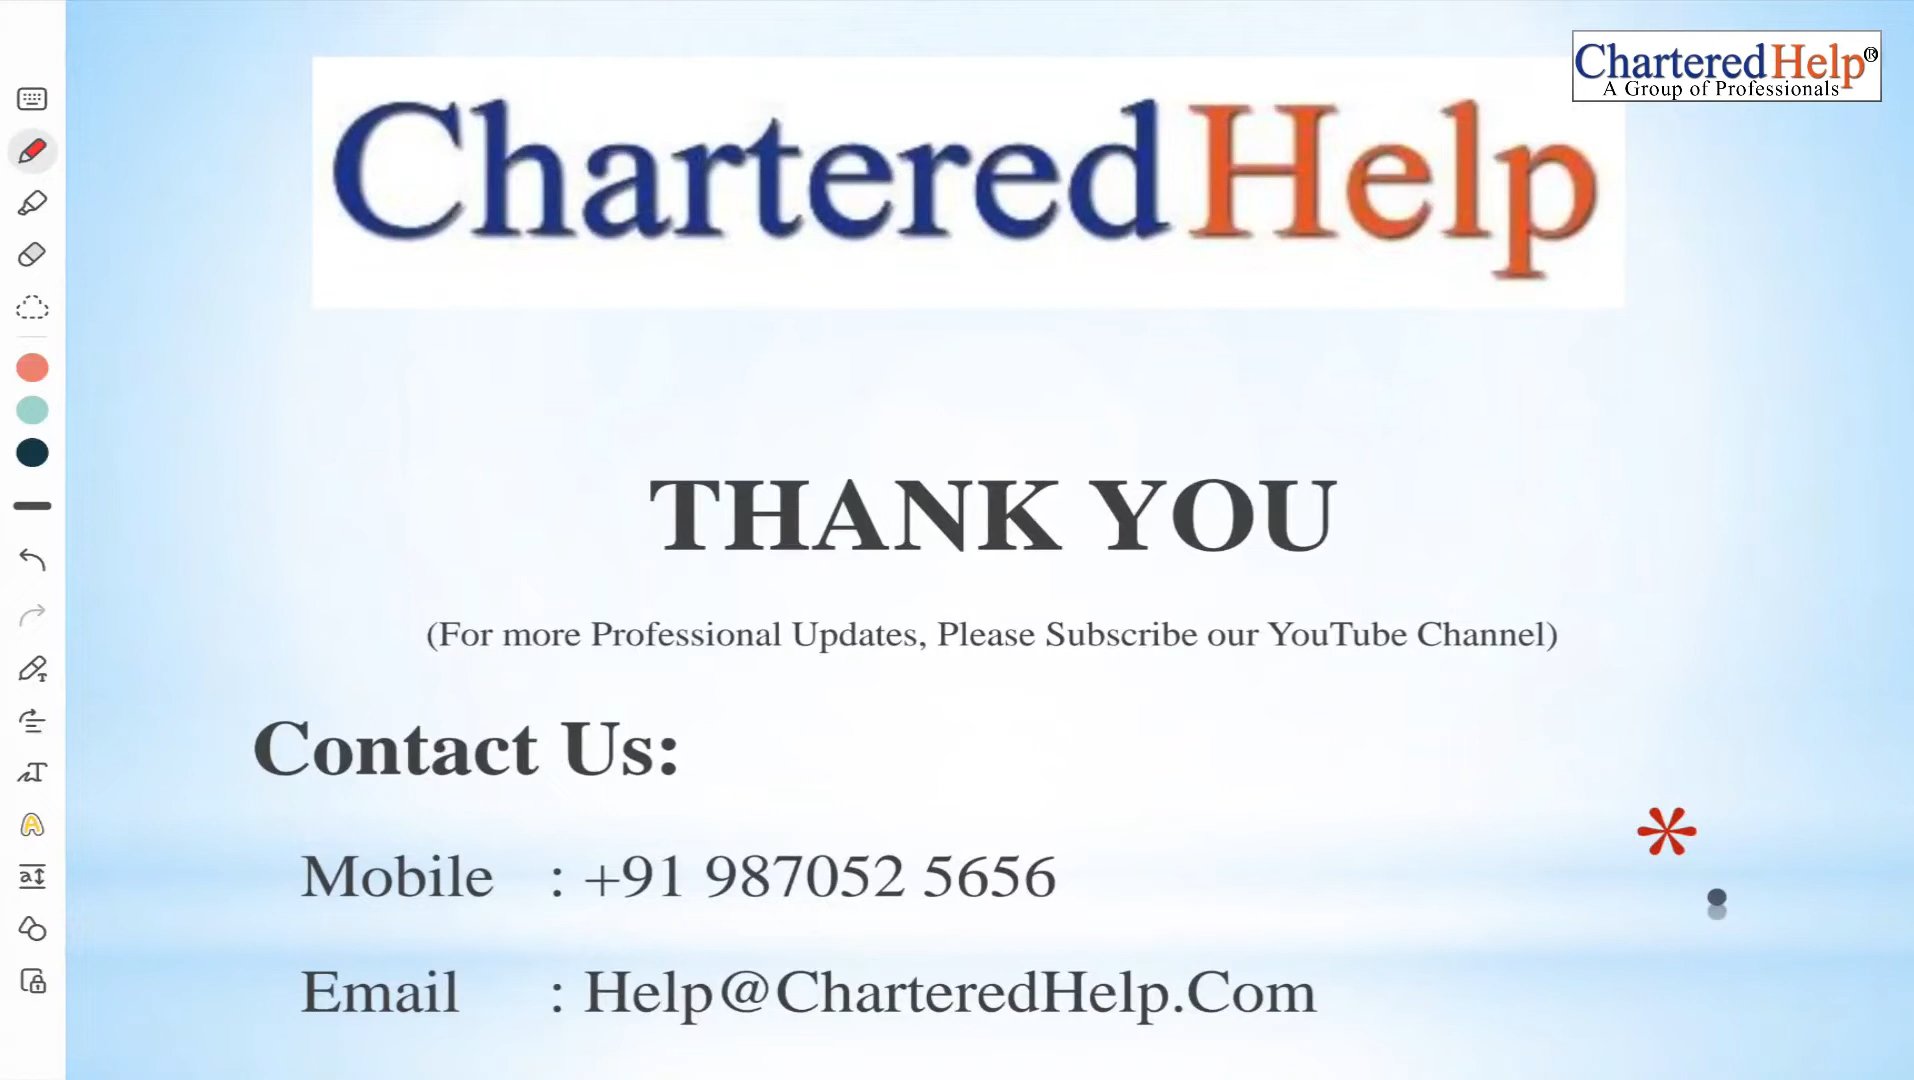 CharteredHelp®
A Group of Professionals
CharteredHelp
THANK YOU
(For more Professional Updates, Please Subscribe our YouTube Channel)
Contact Us:
Mobile : +91 987052 5656
Email : Help@CharteredHelp.Com